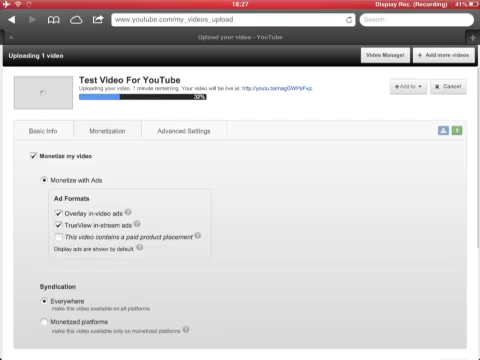 18:27
Display Rec. (Recording) 41%
www.youtube.com/my_videos_upload
Search
Upload your video - YouTube
Uploading 1 video
Video Manager
+ Add more videos
Test Video For YouTube
Uploading your video, 1 minute remaining. Your video will be live at: http://youtu.be/nagGWPsFvjc
32%
+ Add to
x Cancel
Basic Info
Monetization
Advanced Settings
Monetize my video
Monetize with Ads
Ad Formats
Overlay in-video ads ?
TrueView in-stream ads ?
This video contains a paid product placement ?
Display ads are shown by default. ?
Syndication
Everywhere
make this video available on all platforms
Monetized platforms
make this video available only on monetized platforms ?